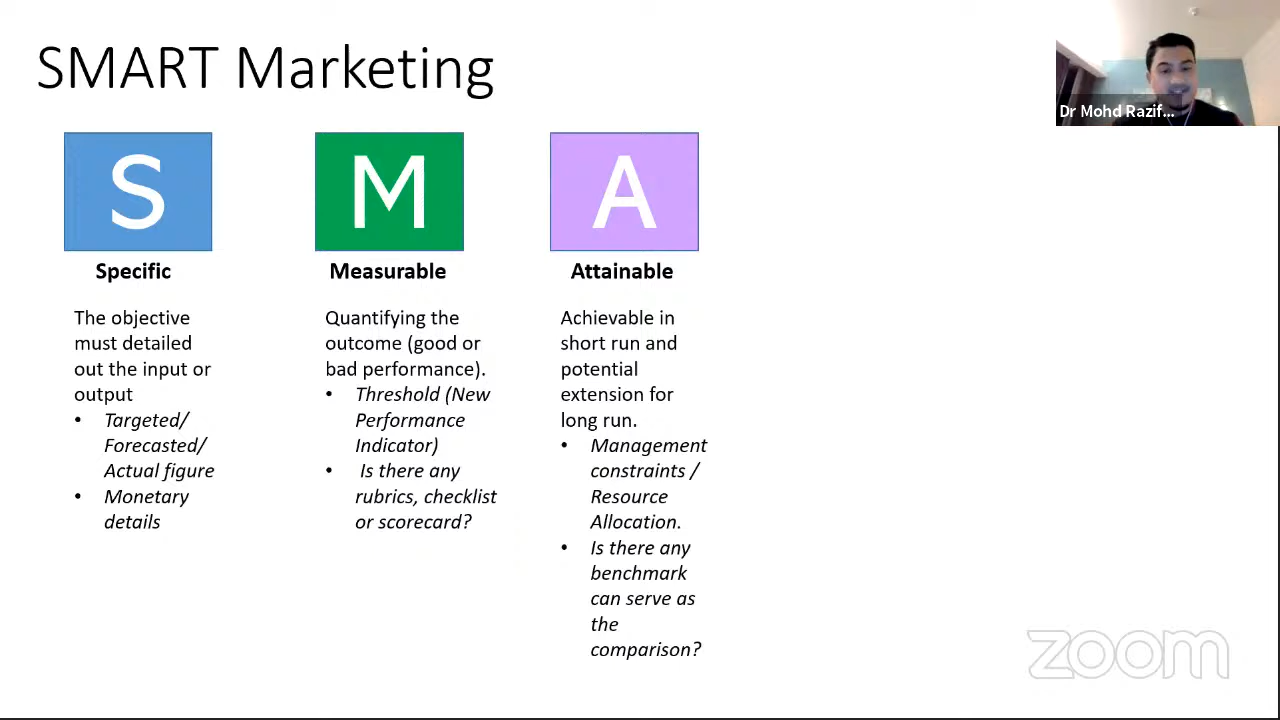 SMART Marketing
Dr Mohd Razif...
S
Specific
The objective
must detailed
out the input or
output
• Targeted/
Forecasted/
Actual figure
• Monetary
details
M
Measurable
Quantifying the
outcome (good or
bad performance).
• Threshold (New
Performance
Indicator)
• Is there any
rubrics, checklist
or scorecard?
A
Attainable
Achievable in
short run and
potential
extension for
long run.
• Management
constraints /
Resource
Allocation.
• Is there any
benchmark
can serve as
the
comparison?
zoom